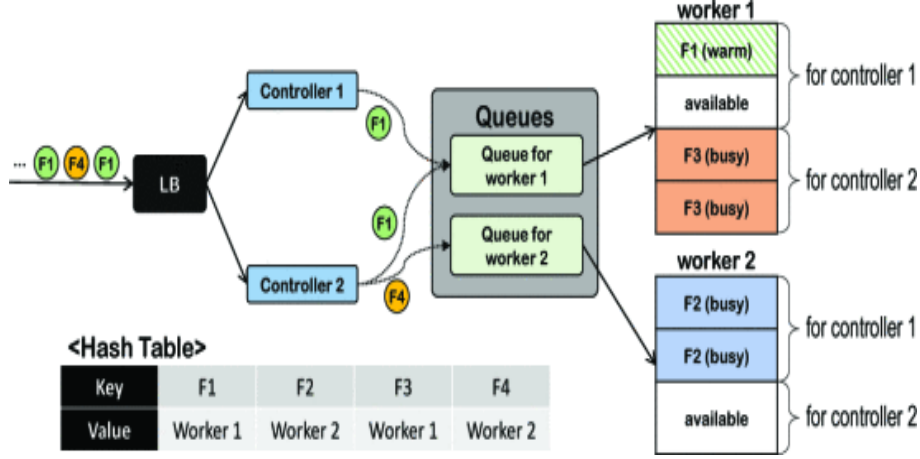 worker 1
F1 (warm)
available
for controller 1
F3 (busy)
F3 (busy)
for controller 2
Controller 1
F1
Queues
Queue for
worker 1
... F1 F4 F1
LB
F1
Queue for
worker 2
Controller 2
F4
worker 2
F2 (busy)
F2 (busy)
for controller 1
available
for controller 2
<Hash Table>
Key F1 F2 F3 F4
Value Worker 1 Worker 2 Worker 1 Worker 2